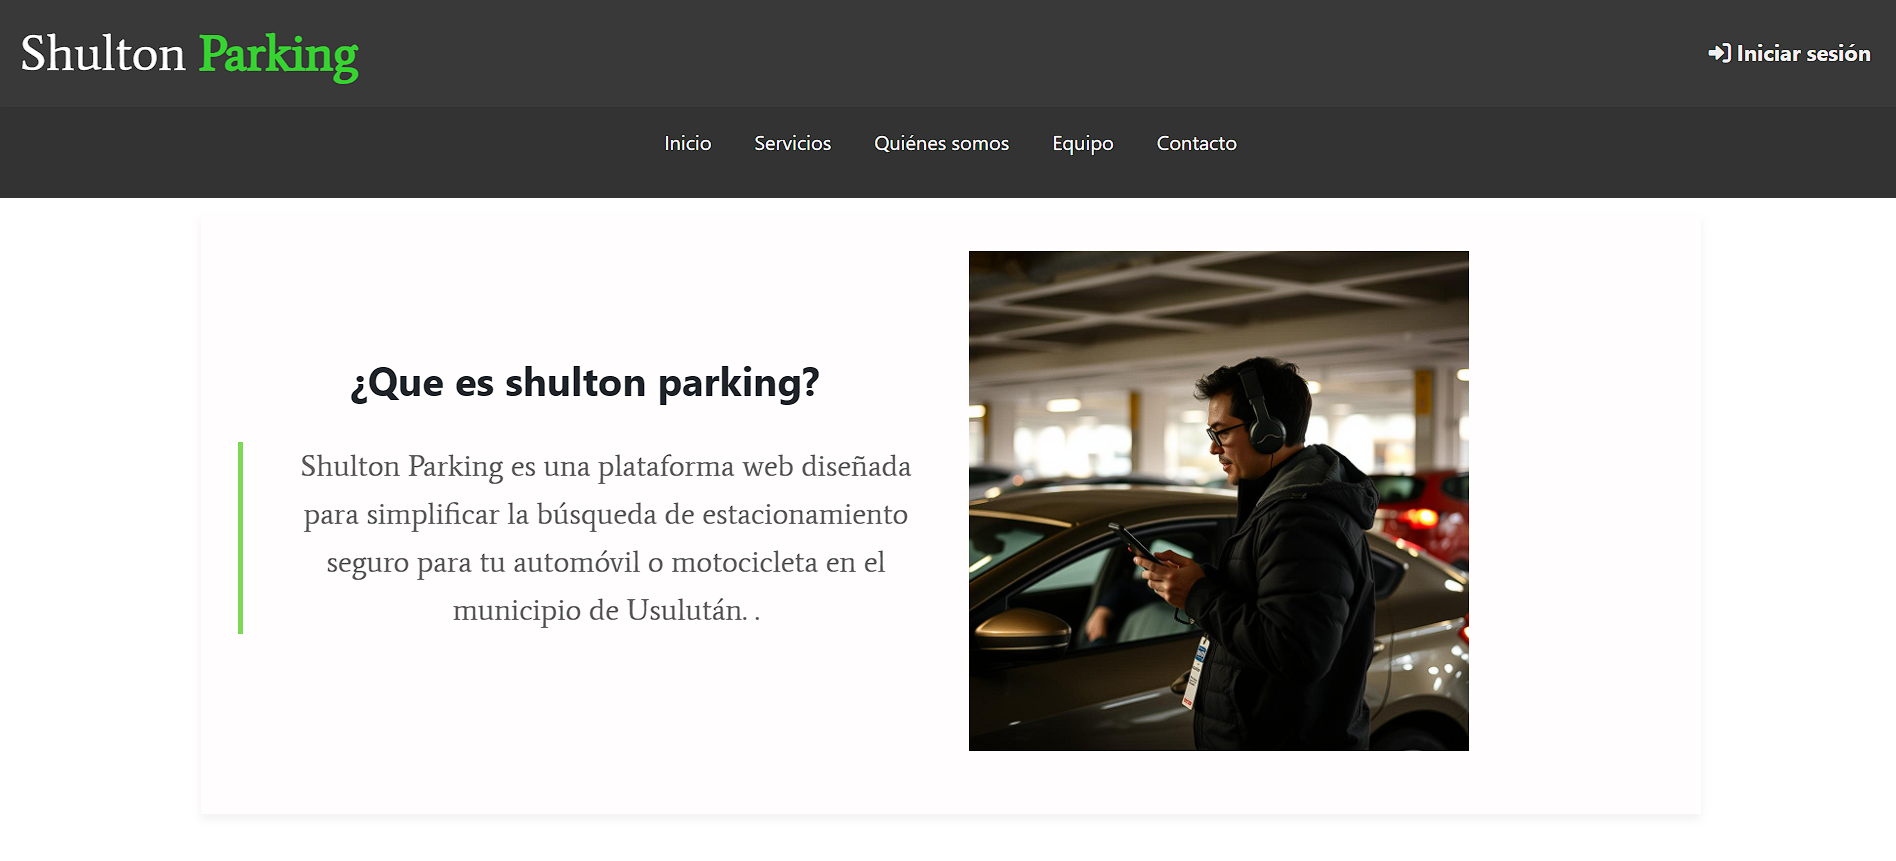 Shulton Parking
Iniciar sesión
Inicio Servicios Quiénes somos Equipo Contacto
¿Que es shulton parking?
Shulton Parking es una plataforma web diseñada
para simplificar la búsqueda de estacionamiento
seguro para tu automóvil o motocicleta en el
municipio de Usulután. .